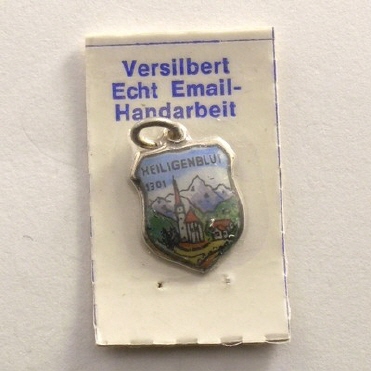 Versilbert
Echt Email-
Handarbeit
HEILIGENBLUT
1301